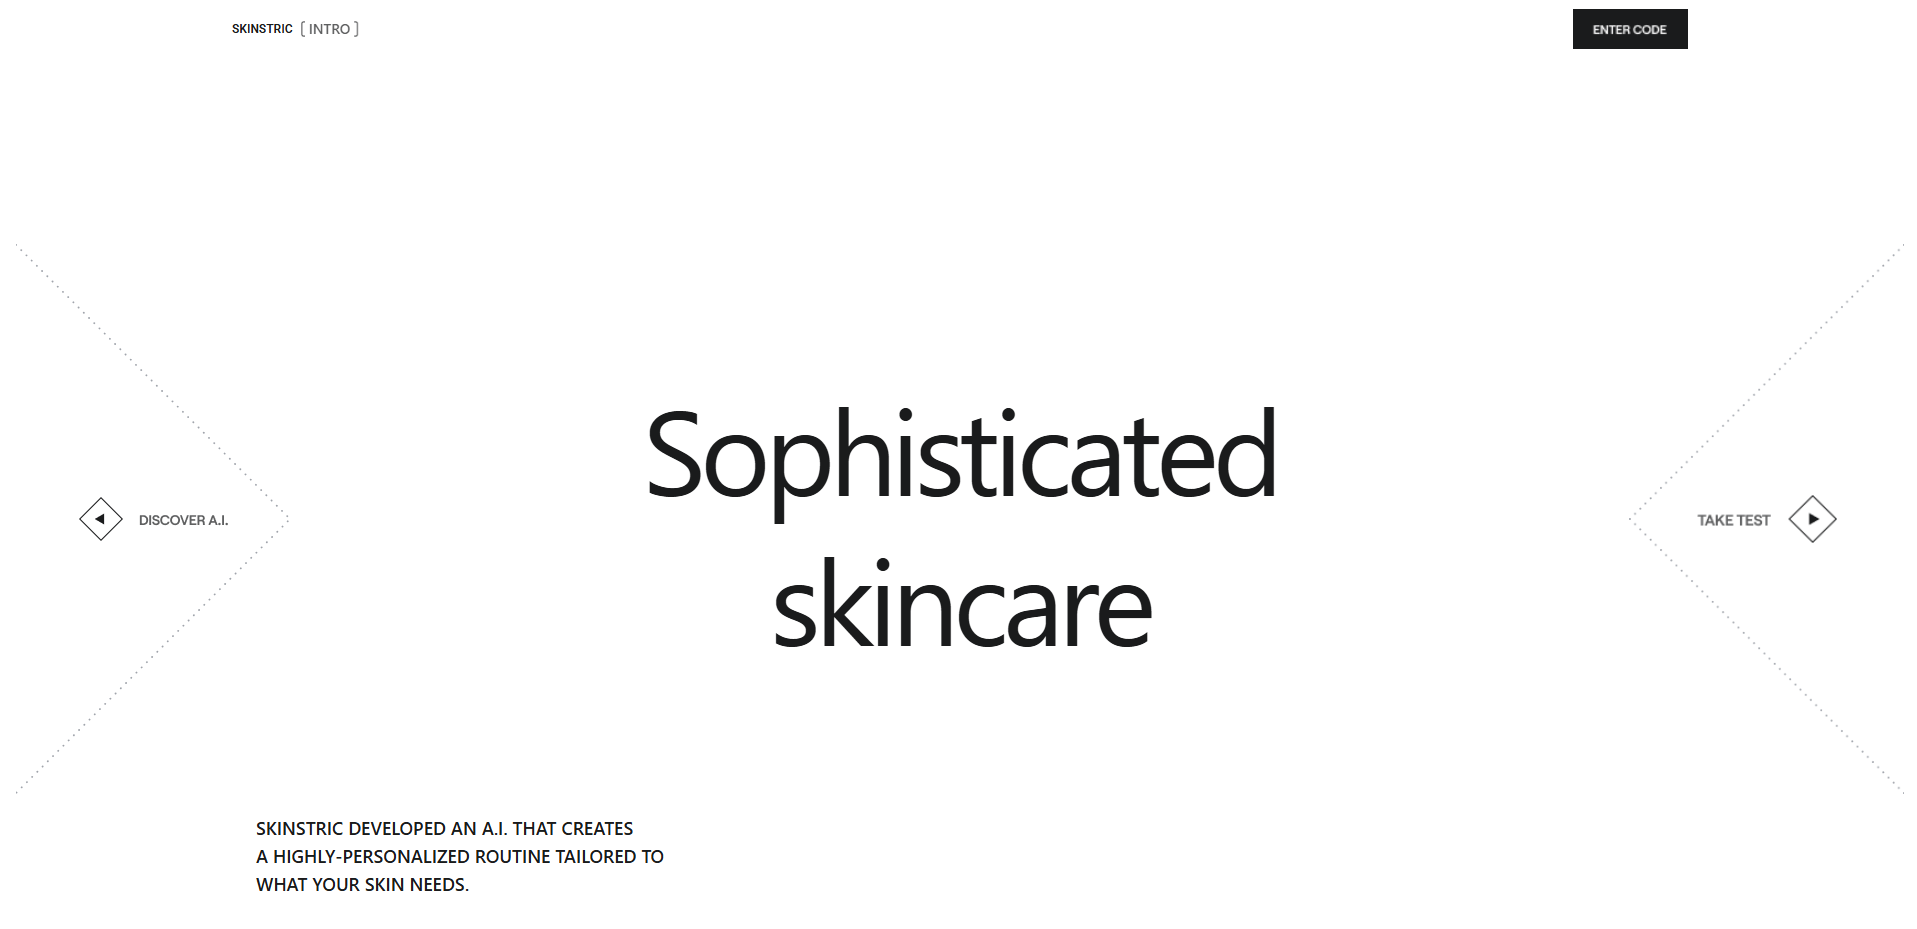 SKINSTRIC [ INTRO ]
ENTER CODE
Sophisticated
skincare
DISCOVER A.I.
TAKE TEST
SKINSTRIC DEVELOPED AN A.I. THAT CREATES
A HIGHLY-PERSONALIZED ROUTINE TAILORED TO
WHAT YOUR SKIN NEEDS.